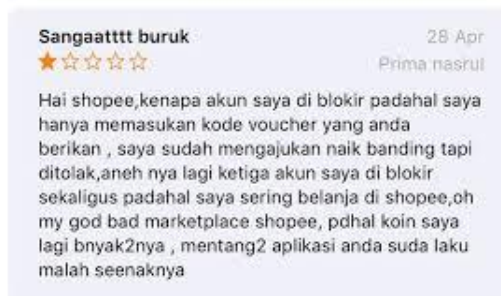 Sangaatttt buruk
28 Apr
Prima nasrul
Hai shopee,kenapa akun saya di blokir padahal saya
hanya memasukan kode voucher yang anda
berikan , saya sudah mengajukan naik banding tapi
ditolak,aneh nya lagi ketiga akun saya di blokir
sekaligus padahal saya sering belanja di shopee,oh
my god bad marketplace shopee, pdhal koin saya
lagi bnyak2nya , mentang2 aplikasi anda suda laku
malah seenaknya